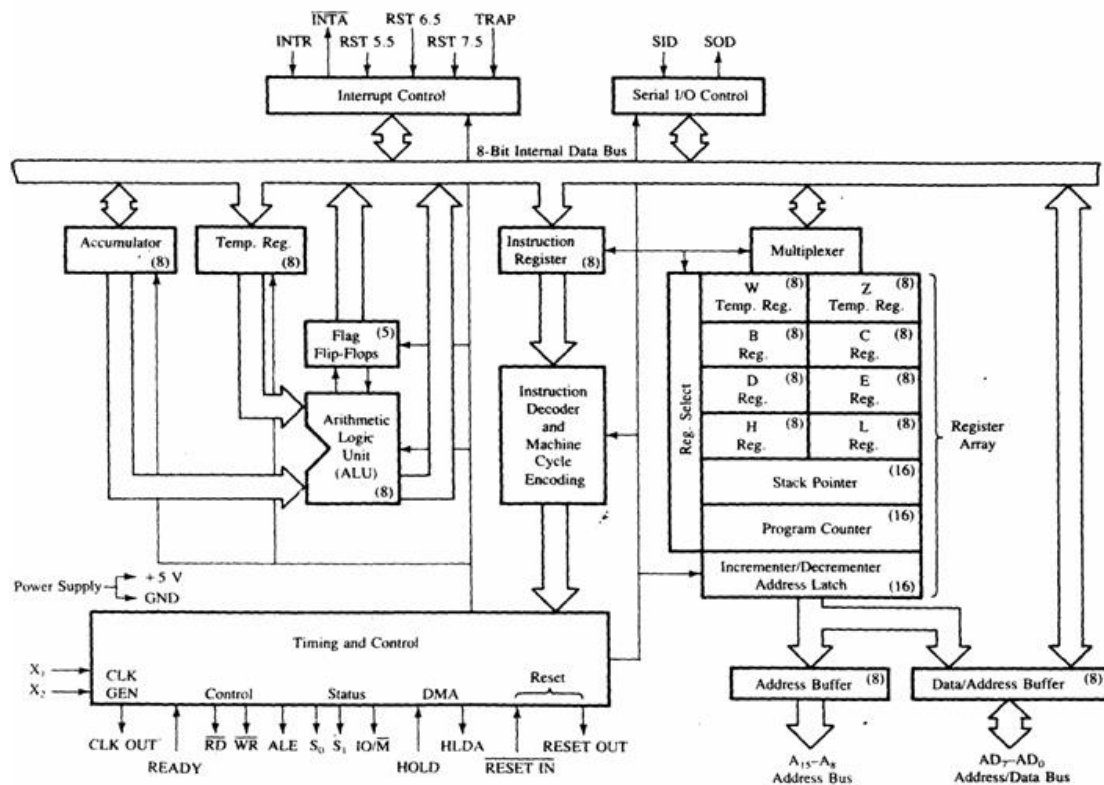 INTA RST 6.5 TRAP
INTR RST 5.5 RST 7.5
SID SOD
Interrupt Control
Serial I/O Control
8-Bit Internal Data Bus
Accumulator
(8)
Temp. Reg.
(8)
Instruction
Register
(8)
Multiplexer
Flag
Flip-Flops
(5)
Arithmetic
Logic
Unit
(ALU)
(8)
Instruction
Decoder
and
Machine
Cycle
Encoding
Reg. Select
W (8)
Temp. Reg.
Z (8)
Temp. Reg.
B (8)
Reg.
C (8)
Reg.
D (8)
Reg.
E (8)
Reg.
H (8)
Reg.
L (8)
Reg.
(16)
Stack Pointer
(16)
Program Counter
Incrementer/Decrementer
Address Latch (16)
Register
Array
Power Supply
+5 V
GND
Timing and Control
X₁
X₂
CLK
GEN
Control
Status
DMA
Reset
CLK OUT
READY
RD
WR
ALE
S₀
S₁
IO/M
HOLD
HLDA
RESET IN
RESET OUT
Address Buffer (8)
Data/Address Buffer (8)
A₁₅–A₈
Address Bus
AD₇–AD₀
Address/Data Bus